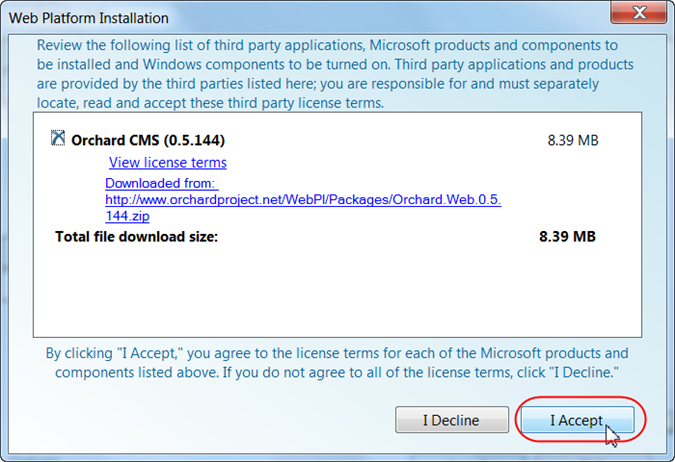 Web Platform Installation
Review the following list of third party applications, Microsoft products and components to
be installed and Windows components to be turned on. Third party applications and products
are provided by the third parties listed here; you are responsible for and must separately
locate, read and accept these third party license terms.
Orchard CMS (0.5.144) 8.39 MB
View license terms
Downloaded from:
http://www.orchardproject.net/WebPI/Packages/Orchard.Web.0.5.
144.zip
Total file download size: 8.39 MB
By clicking "I Accept," you agree to the license terms for each of the Microsoft products and
components listed above. If you do not agree to all of the license terms, click "I Decline."
I Decline I Accept